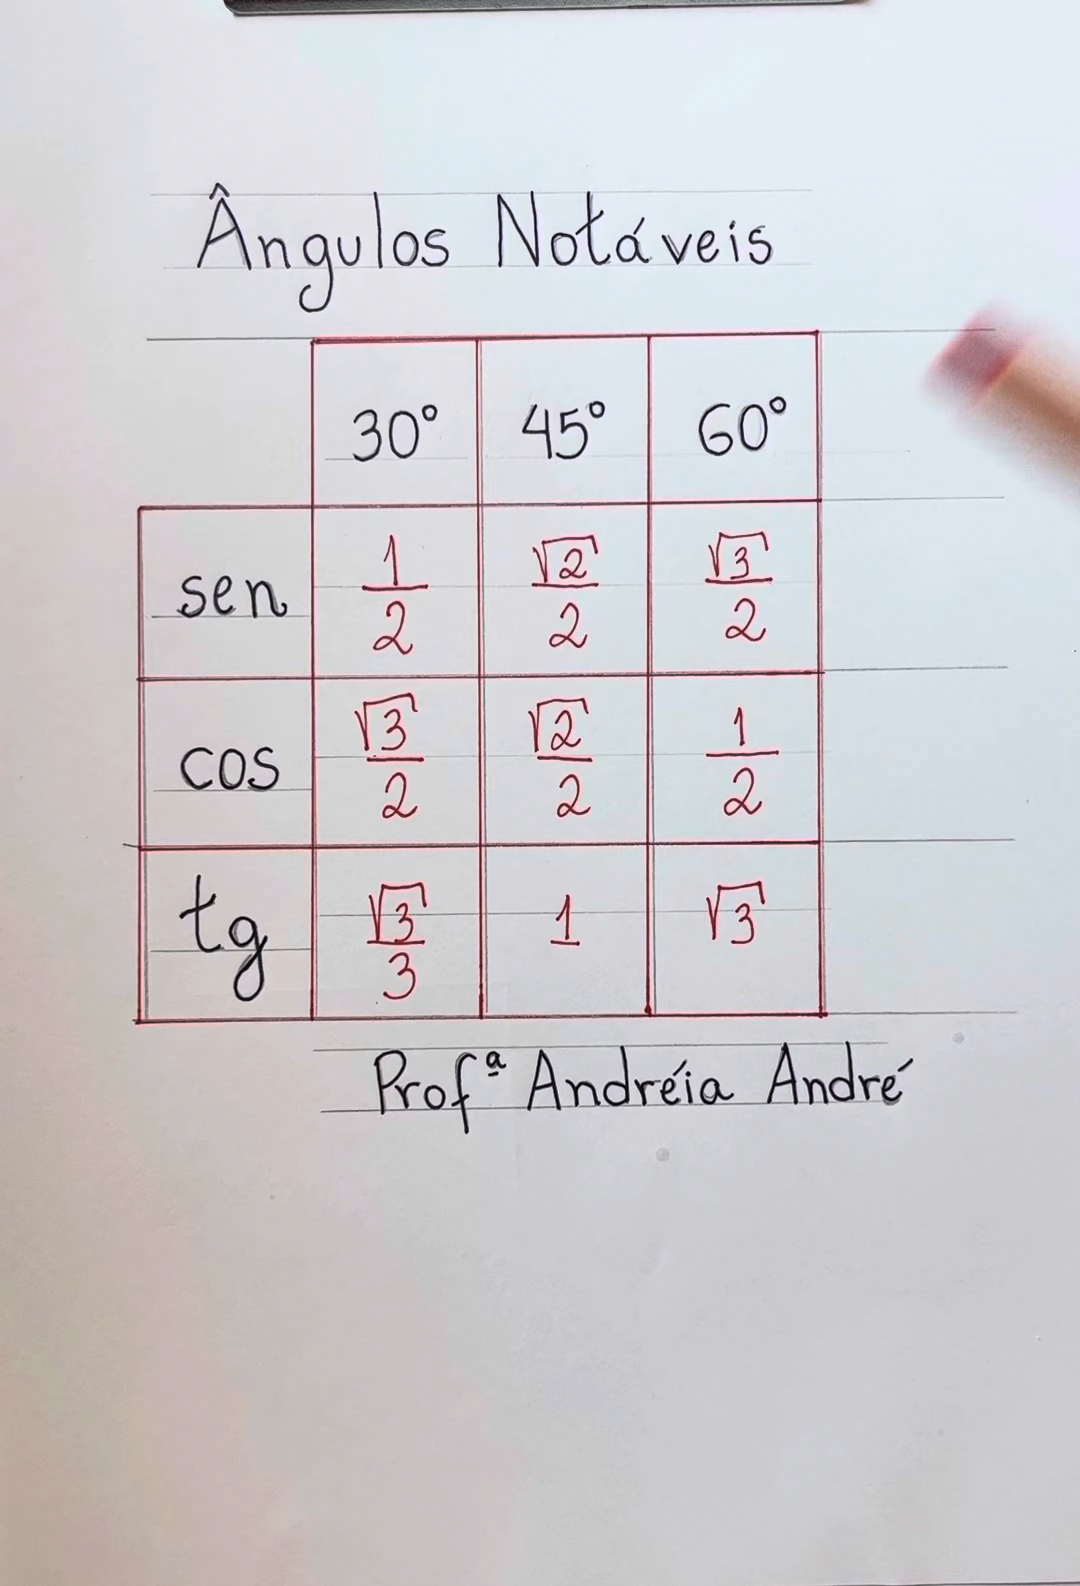 Ângulos Notáveis
30° 45° 60°
sen 1/2 √2/2 √3/2
cos √3/2 √2/2 1/2
tg √3/3 1 √3
Profª Andréia André